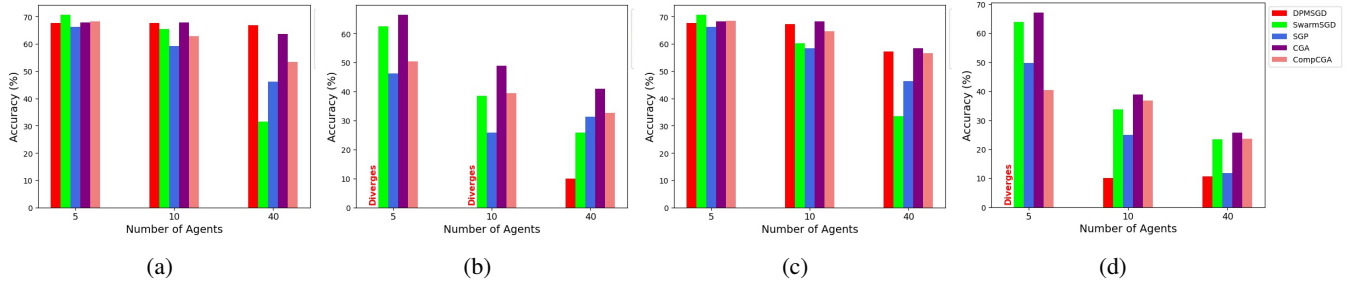 Accuracy (%)
70
60
50
40
30
20
10
0
5
10
40
Number of Agents
(a)
Accuracy (%)
60
50
40
30
20
10
0
Diverges
Diverges
5
10
40
Number of Agents
(b)
Accuracy (%)
70
60
50
40
30
20
10
0
5
10
40
Number of Agents
(c)
Accuracy (%)
70
60
50
40
30
20
10
0
Diverges
5
10
40
Number of Agents
(d)
DPMSGD
SwarmSGD
SGP
CGA
CompCGA